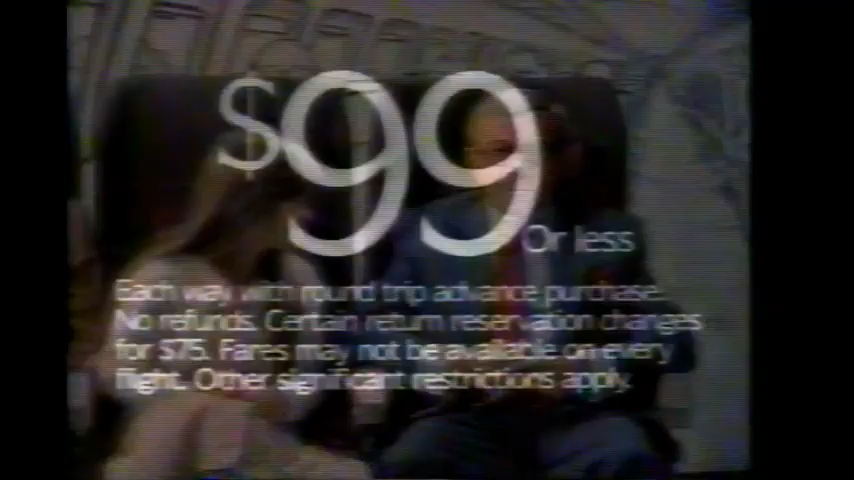 $99 Or less
Each way with round trip advance purchase.
No refunds. Certain return reservation changes
for $75. Fares may not be available on every
flight. Other significant restrictions apply.